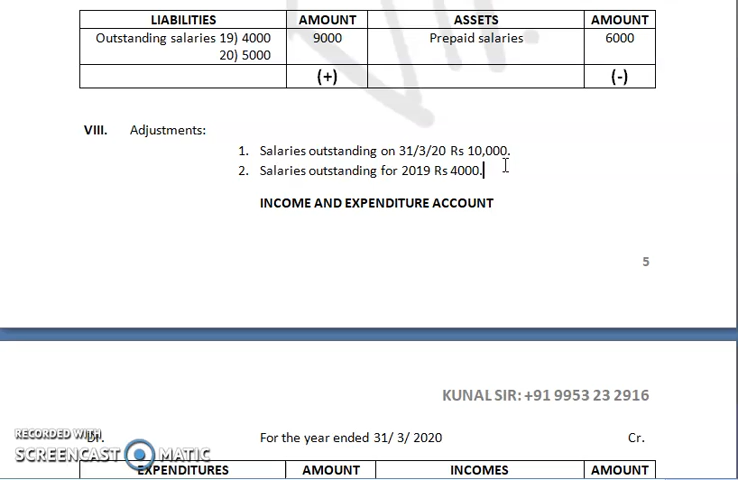 LIABILITIES AMOUNT ASSETS AMOUNT
Outstanding salaries 19) 4000 9000 Prepaid salaries 6000
20) 5000
(+) (-)
VIII. Adjustments:
1. Salaries outstanding on 31/3/20 Rs 10,000.
2. Salaries outstanding for 2019 Rs 4000.
INCOME AND EXPENDITURE ACCOUNT
5
KUNAL SIR: +91 9953 23 2916
RECORDED WITH
Dr. For the year ended 31/ 3/ 2020 Cr.
SCREENCAST MATIC
EXPENDITURES AMOUNT INCOMES AMOUNT